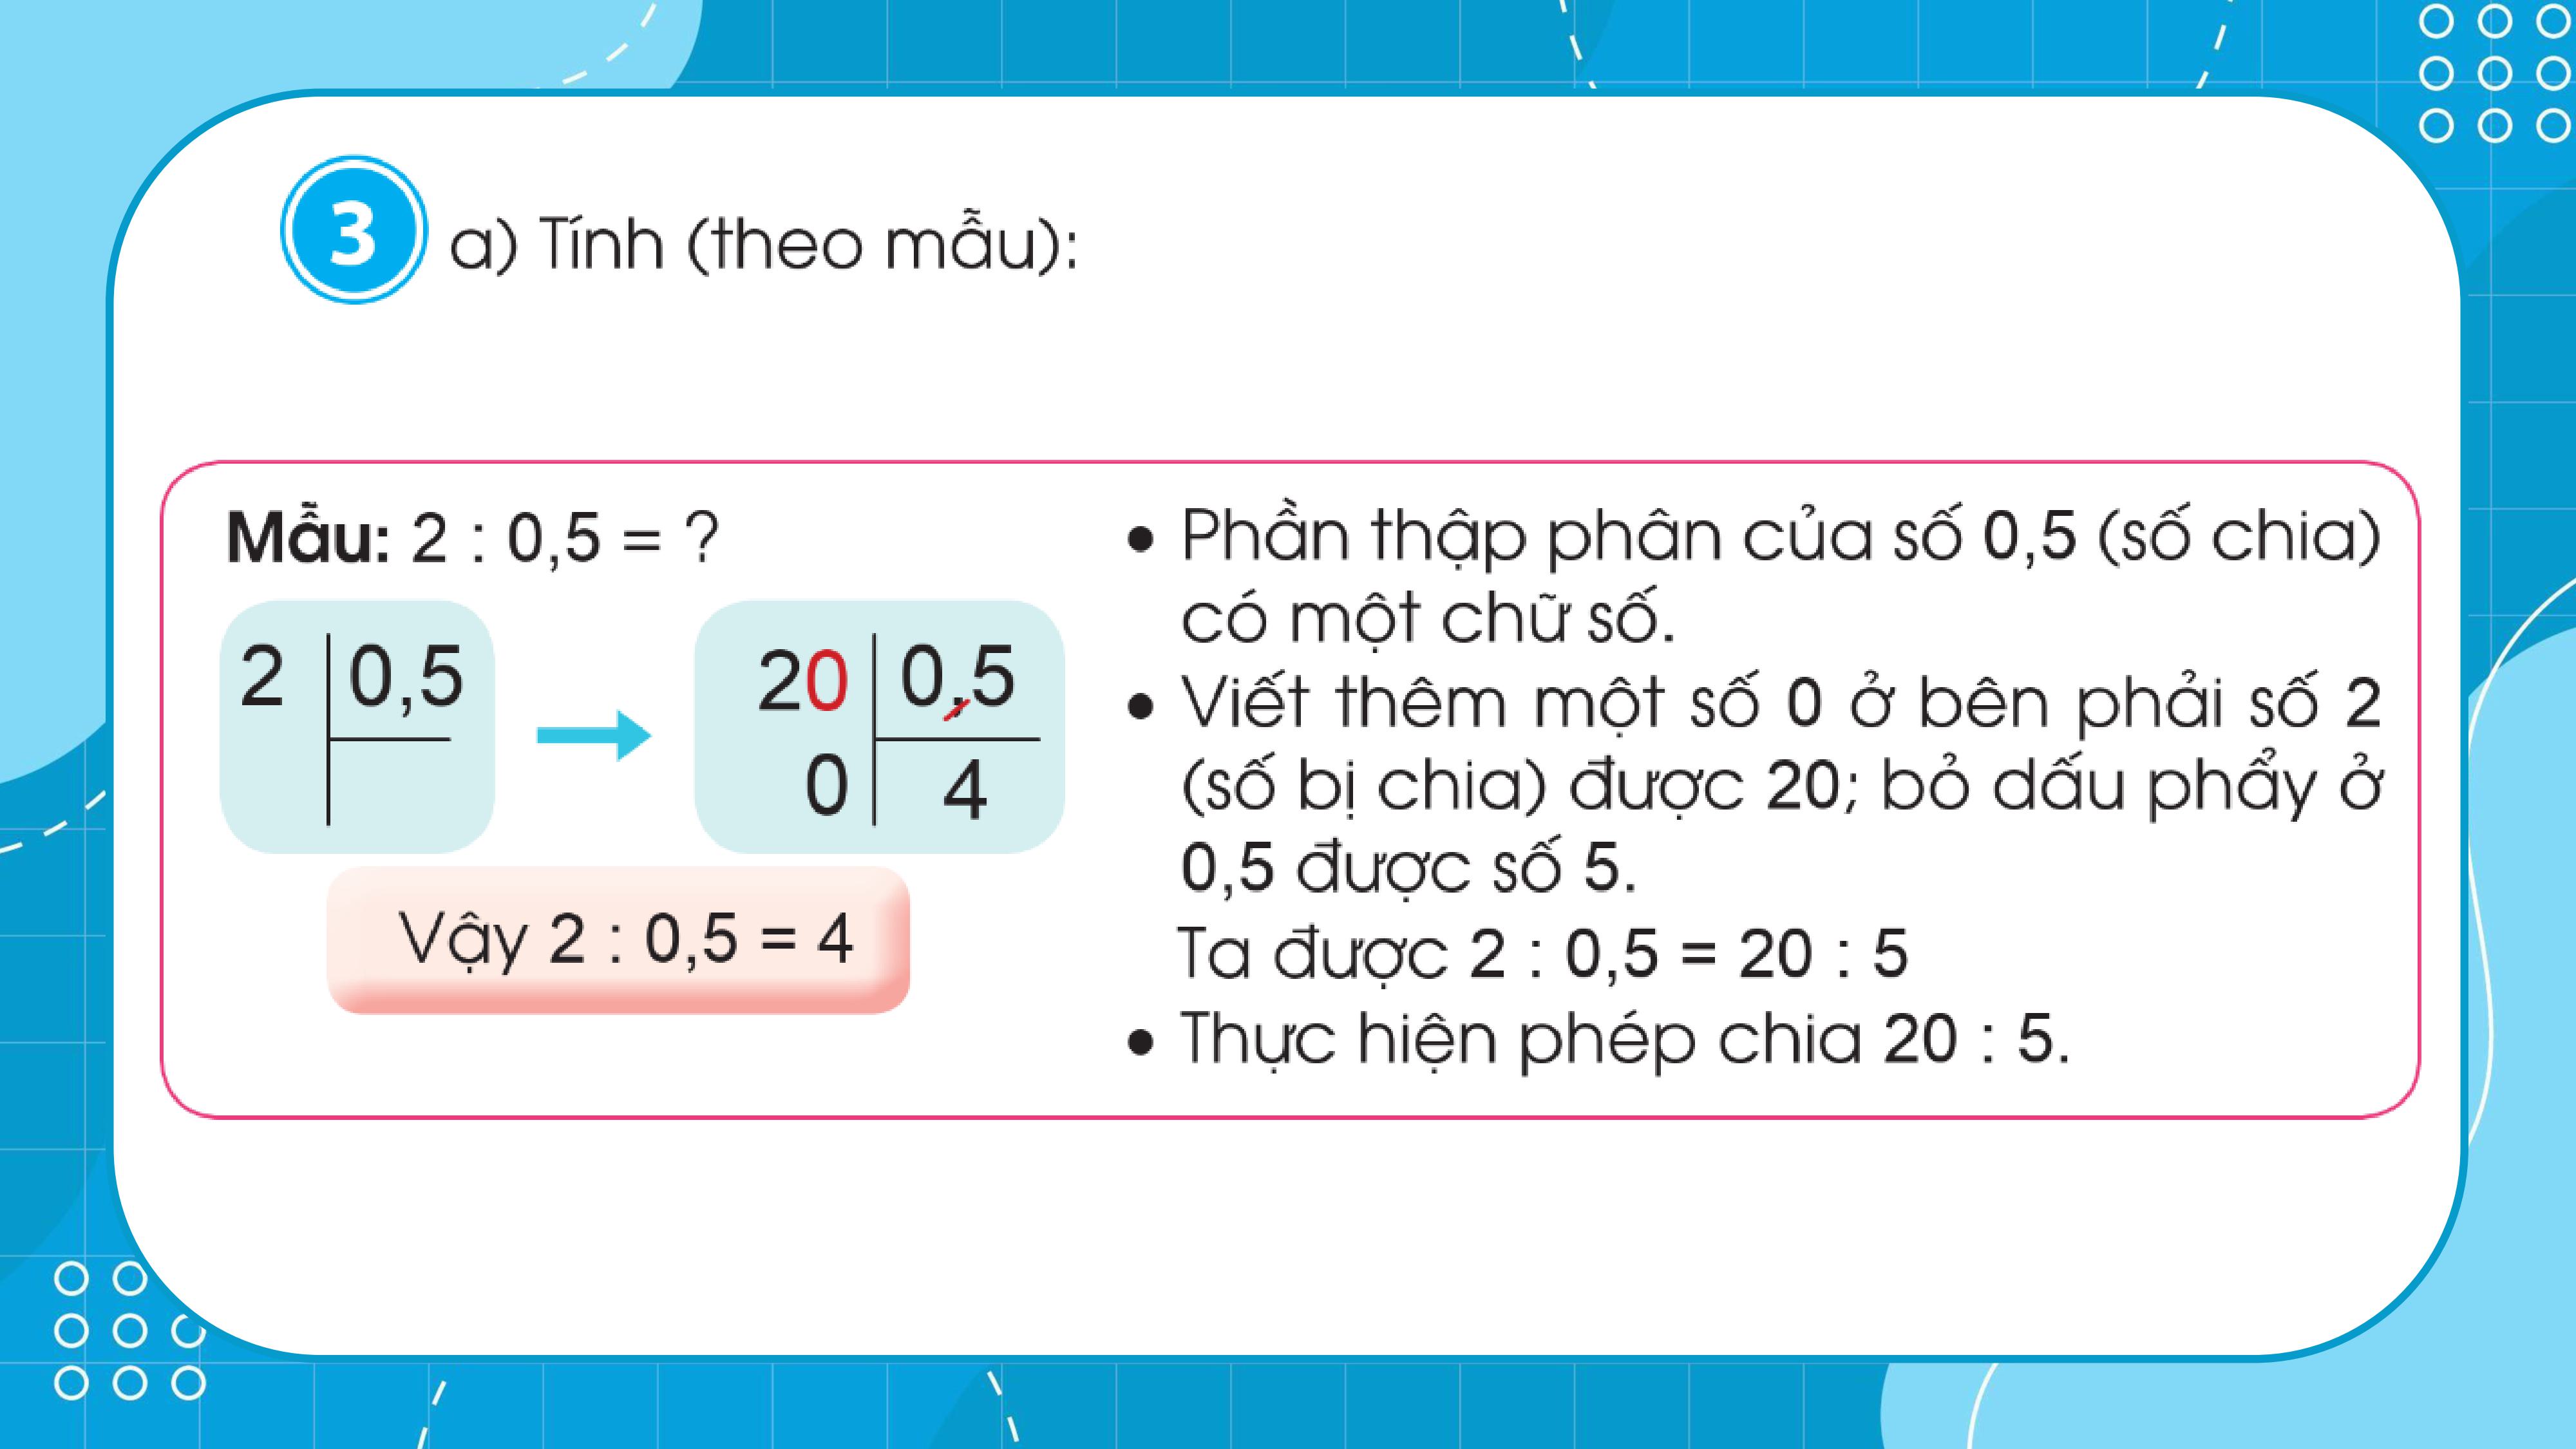 3 a) Tính (theo mẫu):
Mẫu: 2 : 0,5 = ?
2 0,5
20 0,5
0 4
Vậy 2 : 0,5 = 4
• Phần thập phân của số 0,5 (số chia)
có một chữ số.
• Viết thêm một số 0 ở bên phải số 2
(số bị chia) được 20; bỏ dấu phẩy ở
0,5 được số 5.
Ta được 2 : 0,5 = 20 : 5
• Thực hiện phép chia 20 : 5.